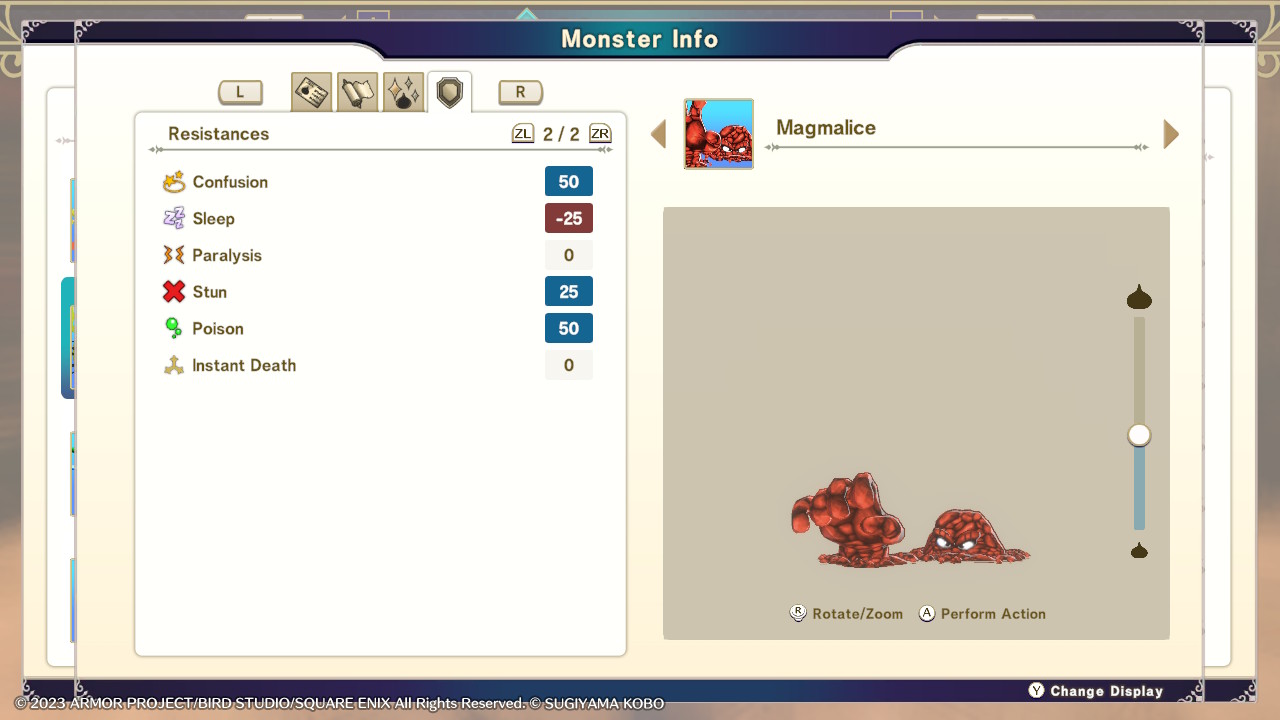 Monster Info
L
R
Resistances
ZL 2 / 2 ZR
Confusion 50
Sleep -25
Paralysis 0
Stun 25
Poison 50
Instant Death 0
Magmalice
R Rotate/Zoom A Perform Action
Y Change Display
© 2023 ARMOR PROJECT/BIRD STUDIO/SQUARE ENIX All Rights Reserved. © SUGIYAMA KOBO